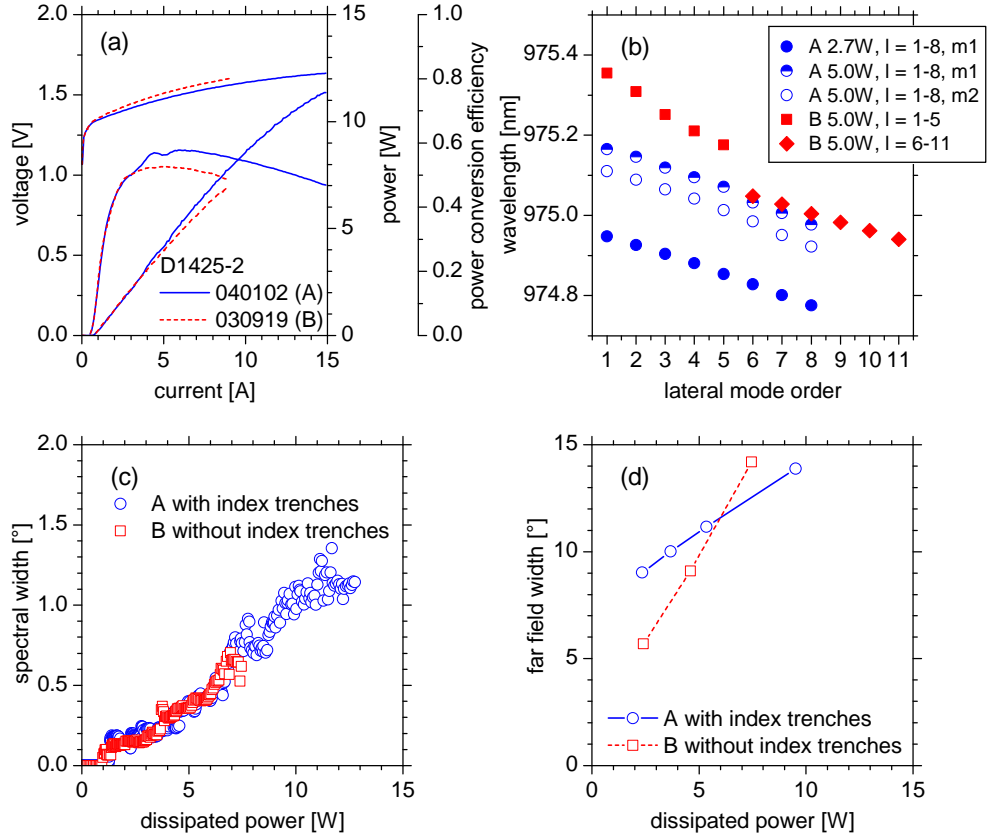 (a)
2.0
1.5
1.0
0.5
0.0
voltage [V]
15
10
5
0
power [W]
1.0
0.8
0.6
0.4
0.2
0.0
power conversion efficiency
D1425-2
040102 (A)
030919 (B)
0 5 10 15
current [A]
(b)
975.4
975.2
975.0
974.8
wavelength [nm]
A 2.7W, l = 1-8, m1
A 5.0W, l = 1-8, m1
A 5.0W, l = 1-8, m2
B 5.0W, l = 1-5
B 5.0W, l = 6-11
1 2 3 4 5 6 7 8 9 10 11
lateral mode order
(c)
2.0
1.5
1.0
0.5
0.0
spectral width [°]
A with index trenches
B without index trenches
0 5 10 15
dissipated power [W]
(d)
15
10
5
0
far field width [°]
A with index trenches
B without index trenches
0 5 10 15
dissipated power [W]